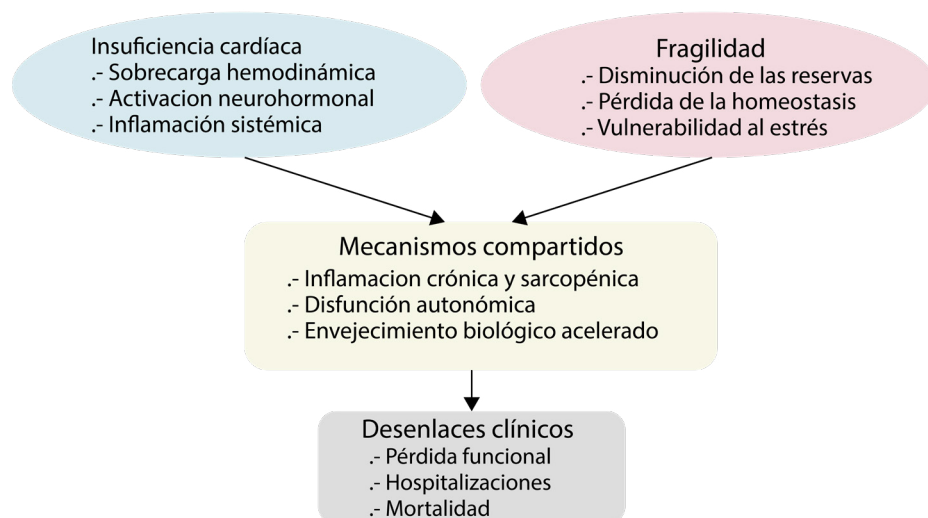 Insuficiencia cardíaca
.- Sobrecarga hemodinámica
.- Activacion neurohormonal
.- Inflamación sistémica
Fragilidad
.- Disminución de las reservas
.- Pérdida de la homeostasis
.- Vulnerabilidad al estrés
Mecanismos compartidos
.- Inflamacion crónica y sarcopénica
.- Disfunción autonómica
.- Envejecimiento biológico acelerado
Desenlaces clínicos
.- Pérdida funcional
.- Hospitalizaciones
.- Mortalidad